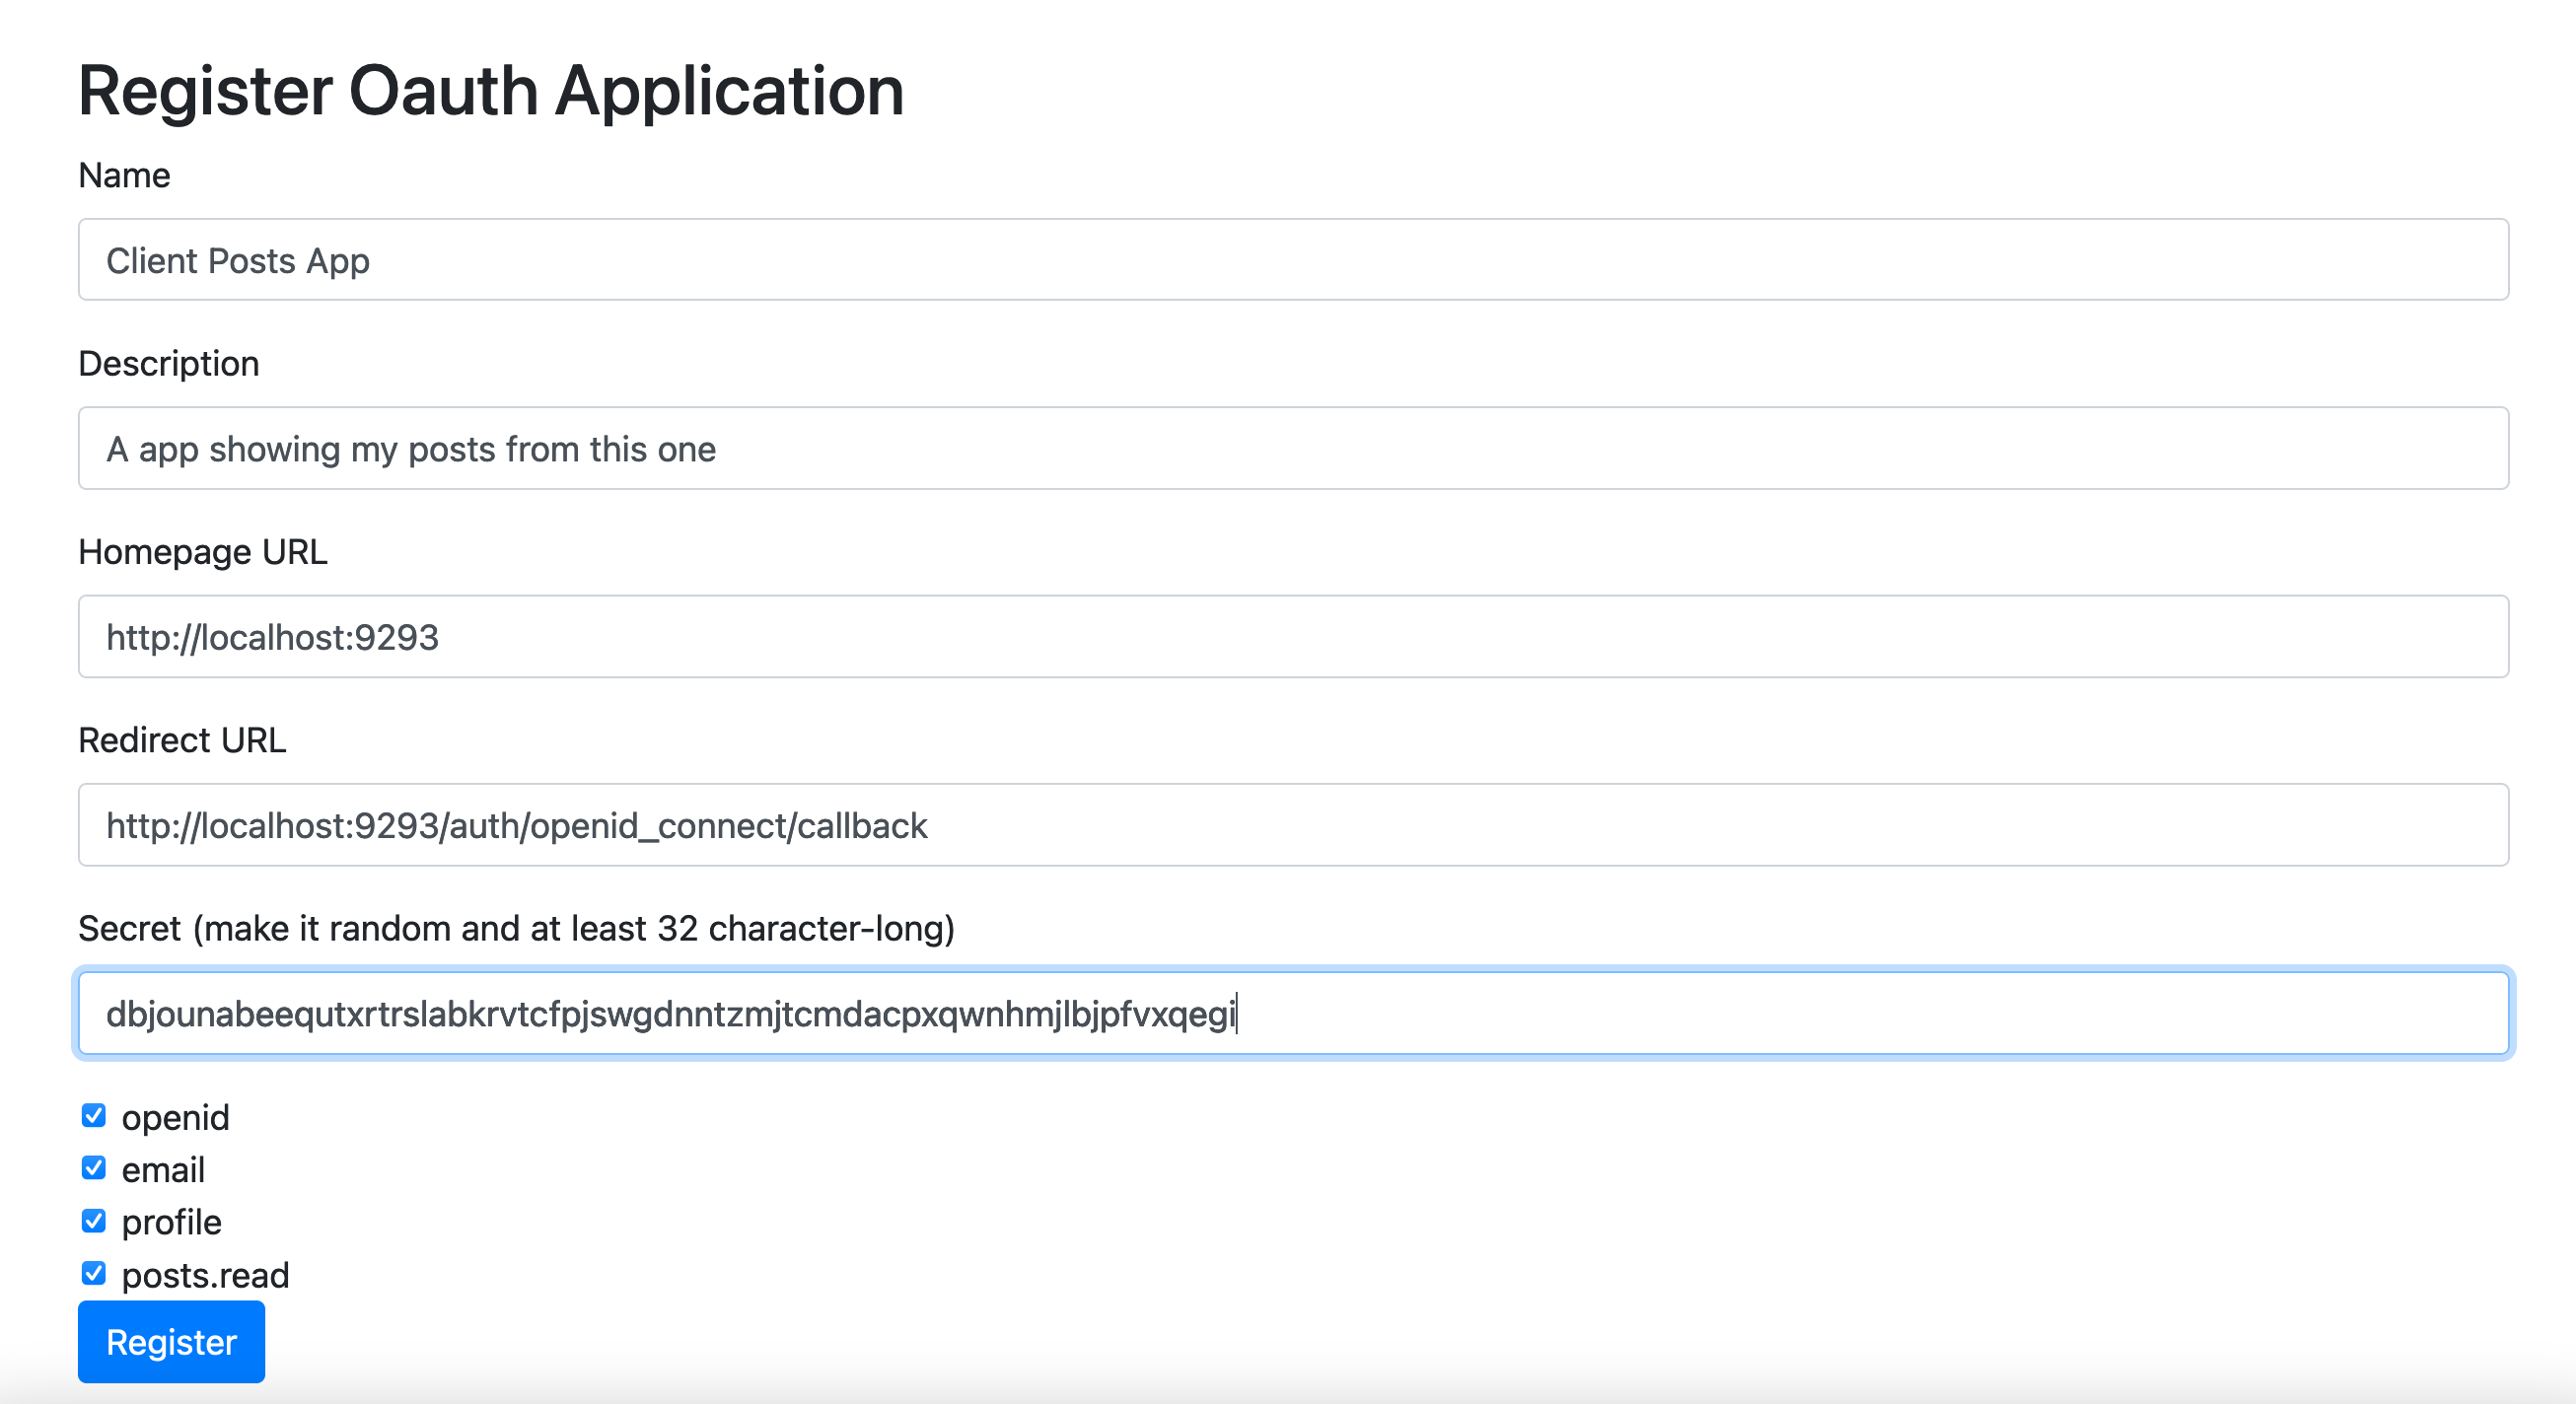 Register Oauth Application
Name
Client Posts App
Description
A app showing my posts from this one
Homepage URL
http://localhost:9293
Redirect URL
http://localhost:9293/auth/openid_connect/callback
Secret (make it random and at least 32 character-long)
dbjounabeequtxrtrslabkrvtcfpjswgdnntzmjtcmdacpxqwnhmjlbjpfvxqegi
openid
email
profile
posts.read
Register